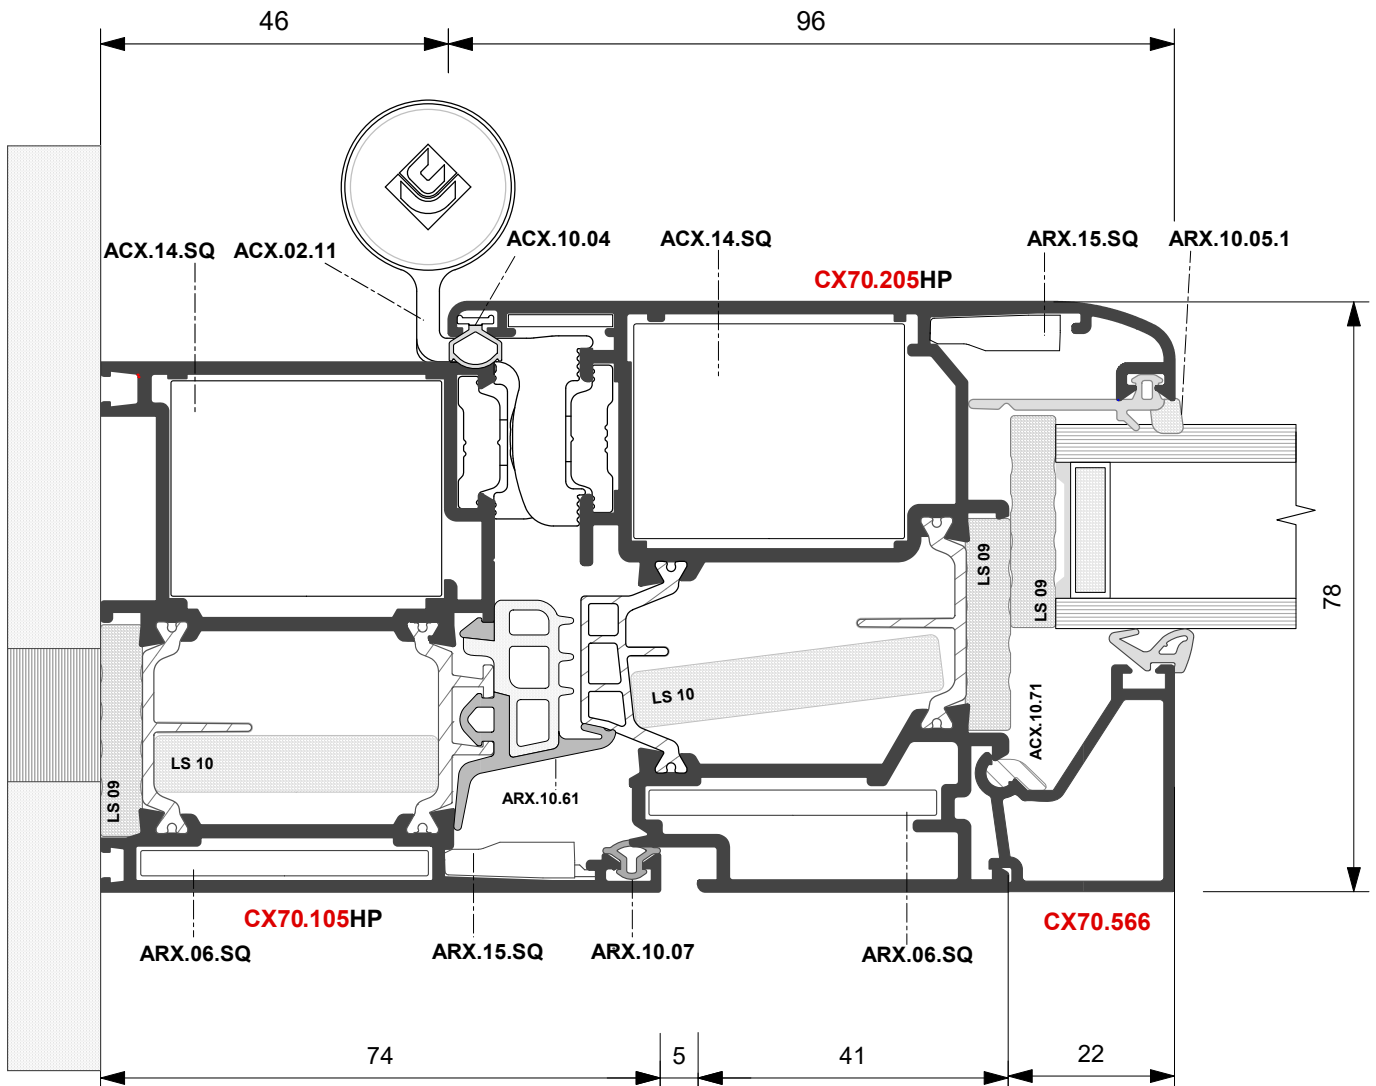 46
96
ACX.14.SQ
ACX.02.11
ACX.10.04
ACX.14.SQ
ARX.15.SQ
ARX.10.05.1
CX70.205HP
LS 09
LS 09
78
LS 10
ACX.10.71
LS 10
LS 09
ARX.10.61
CX70.105HP
CX70.566
ARX.06.SQ
ARX.15.SQ
ARX.10.07
ARX.06.SQ
74
5
41
22